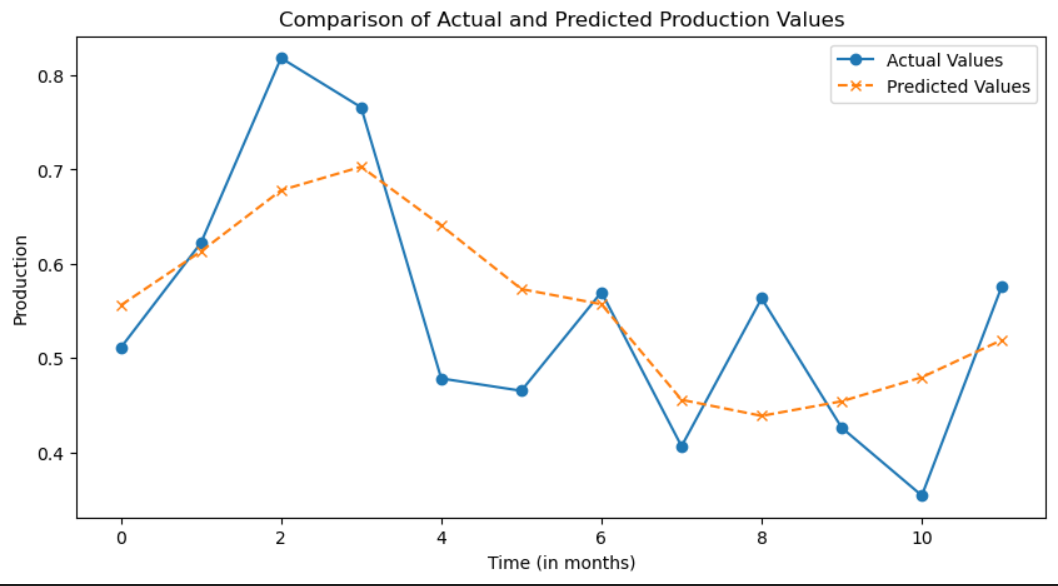 Comparison of Actual and Predicted Production Values
Actual Values
Predicted Values
Production
0.8
0.7
0.6
0.5
0.4
0 2 4 6 8 10
Time (in months)